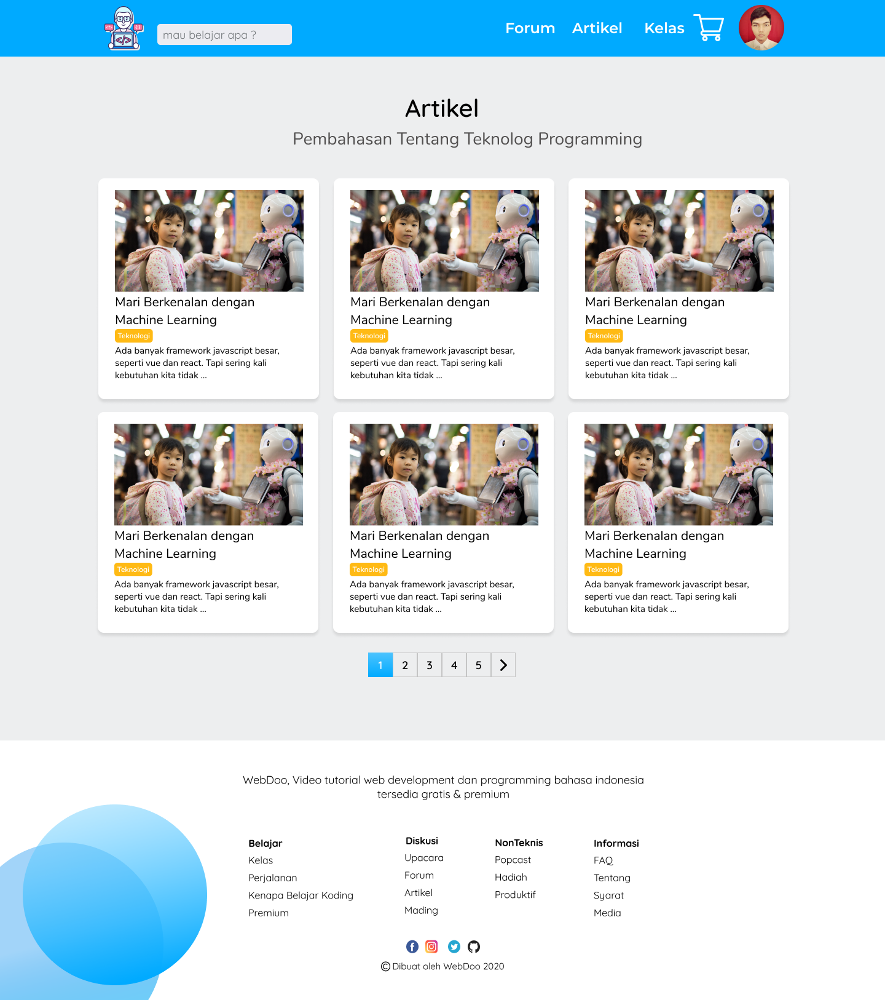 mau belajar apa ?
Forum Artikel Kelas
Artikel
Pembahasan Tentang Teknolog Programming
Mari Berkenalan dengan
Machine Learning
Teknologi
Ada banyak framework javascript besar,
seperti vue dan react. Tapi sering kali
kebutuhan kita tidak ...
Mari Berkenalan dengan
Machine Learning
Teknologi
Ada banyak framework javascript besar,
seperti vue dan react. Tapi sering kali
kebutuhan kita tidak ...
Mari Berkenalan dengan
Machine Learning
Teknologi
Ada banyak framework javascript besar,
seperti vue dan react. Tapi sering kali
kebutuhan kita tidak ...
Mari Berkenalan dengan
Machine Learning
Teknologi
Ada banyak framework javascript besar,
seperti vue dan react. Tapi sering kali
kebutuhan kita tidak ...
Mari Berkenalan dengan
Machine Learning
Teknologi
Ada banyak framework javascript besar,
seperti vue dan react. Tapi sering kali
kebutuhan kita tidak ...
Mari Berkenalan dengan
Machine Learning
Teknologi
Ada banyak framework javascript besar,
seperti vue dan react. Tapi sering kali
kebutuhan kita tidak ...
1 2 3 4 5
WebDoo, Video tutorial web development dan programming bahasa indonesia
tersedia gratis & premium
Belajar
Kelas
Perjalanan
Kenapa Belajar Koding
Premium
Diskusi
Upacara
Forum
Artikel
Mading
NonTeknis
Popcast
Hadiah
Produktif
Informasi
FAQ
Tentang
Syarat
Media
© Dibuat oleh WebDoo 2020